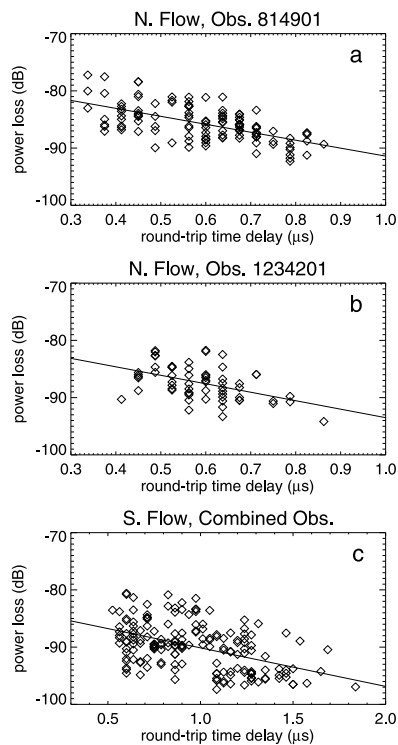 N. Flow, Obs. 814901
a
-70
-80
-90
-100
power loss (dB)
0.3 0.4 0.5 0.6 0.7 0.8 0.9 1.0
round-trip time delay (μs)
N. Flow, Obs. 1234201
b
-70
-80
-90
-100
power loss (dB)
0.3 0.4 0.5 0.6 0.7 0.8 0.9 1.0
round-trip time delay (μs)
S. Flow, Combined Obs.
c
-70
-80
-90
-100
power loss (dB)
0.5 1.0 1.5 2.0
round-trip time delay (μs)